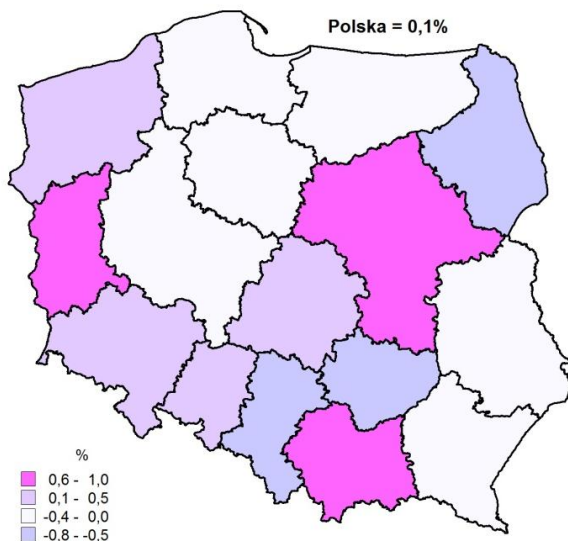 Polska = 0,1%
%
0,6 - 1,0
0,1 - 0,5
-0,4 - 0,0
-0.8 - -0.5